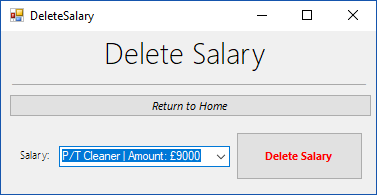 DeleteSalary
Delete Salary
Return to Home
Salary: P/T Cleaner | Amount: £9000
Delete Salary